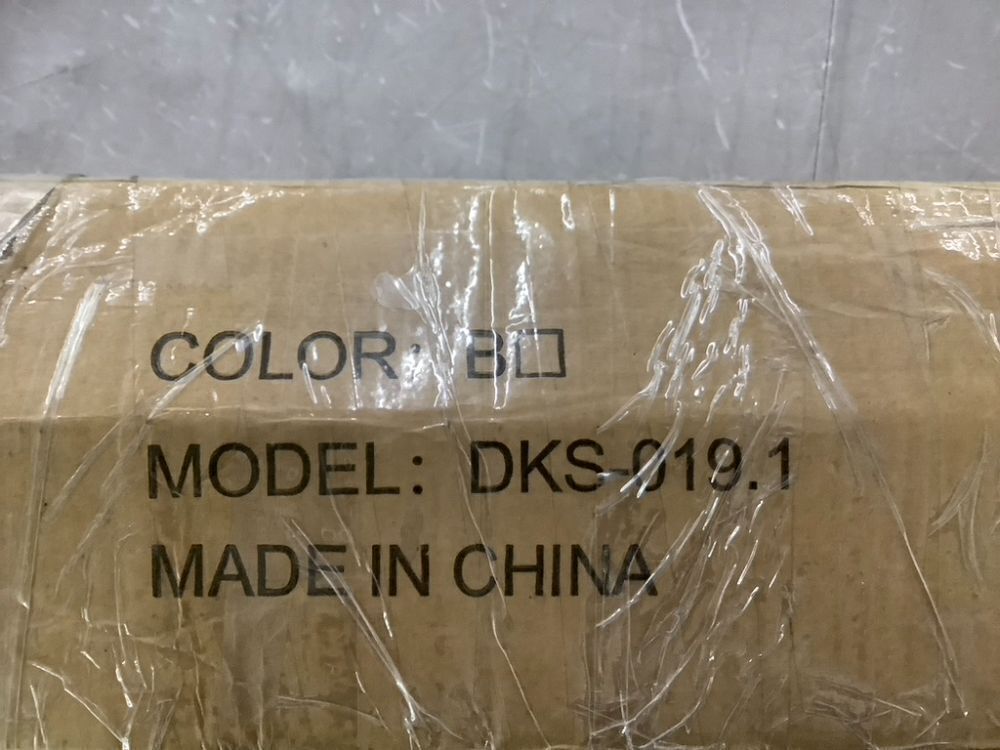 COLOR: B□
MODEL: DKS-019.1
MADE IN CHINA